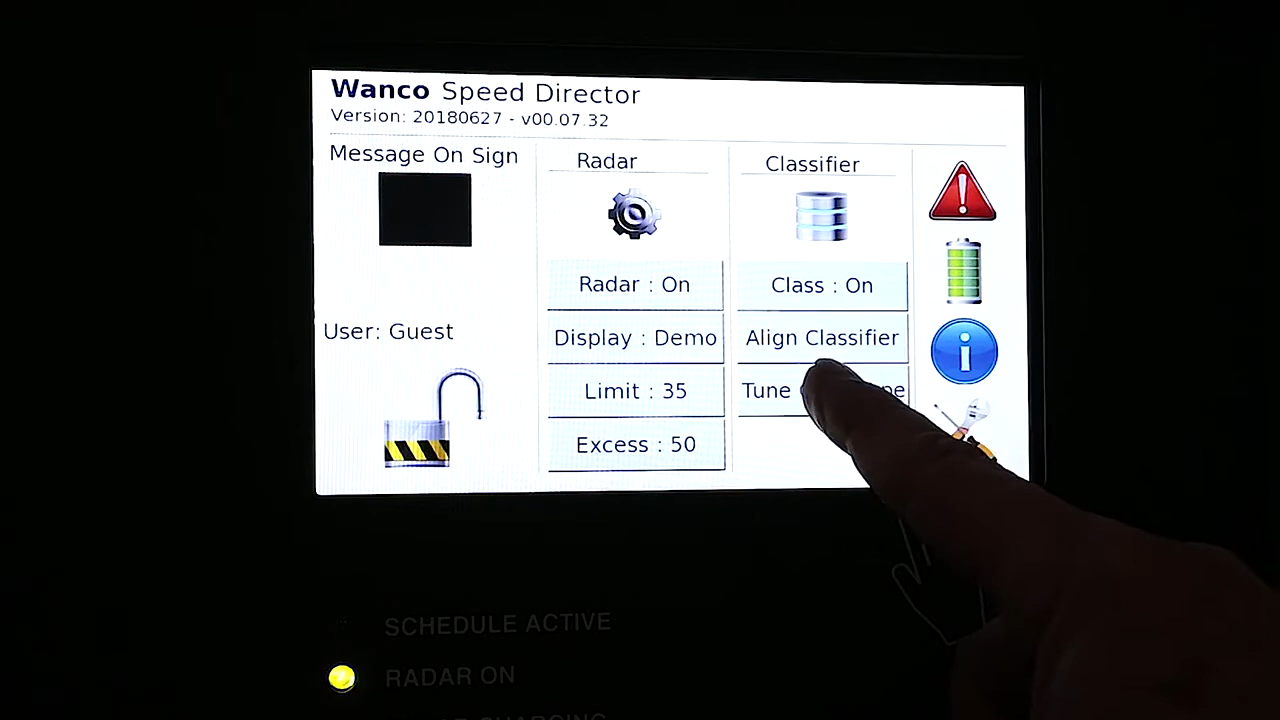 Wanco Speed Director
Version: 20180627 - v00.07.32
Message On Sign
Radar
Classifier
Radar : On
Class : On
Display : Demo
Align Classifier
User: Guest
Limit : 35
Tune
Excess : 50
SCHEDULE ACTIVE
RADAR ON
CHARGING